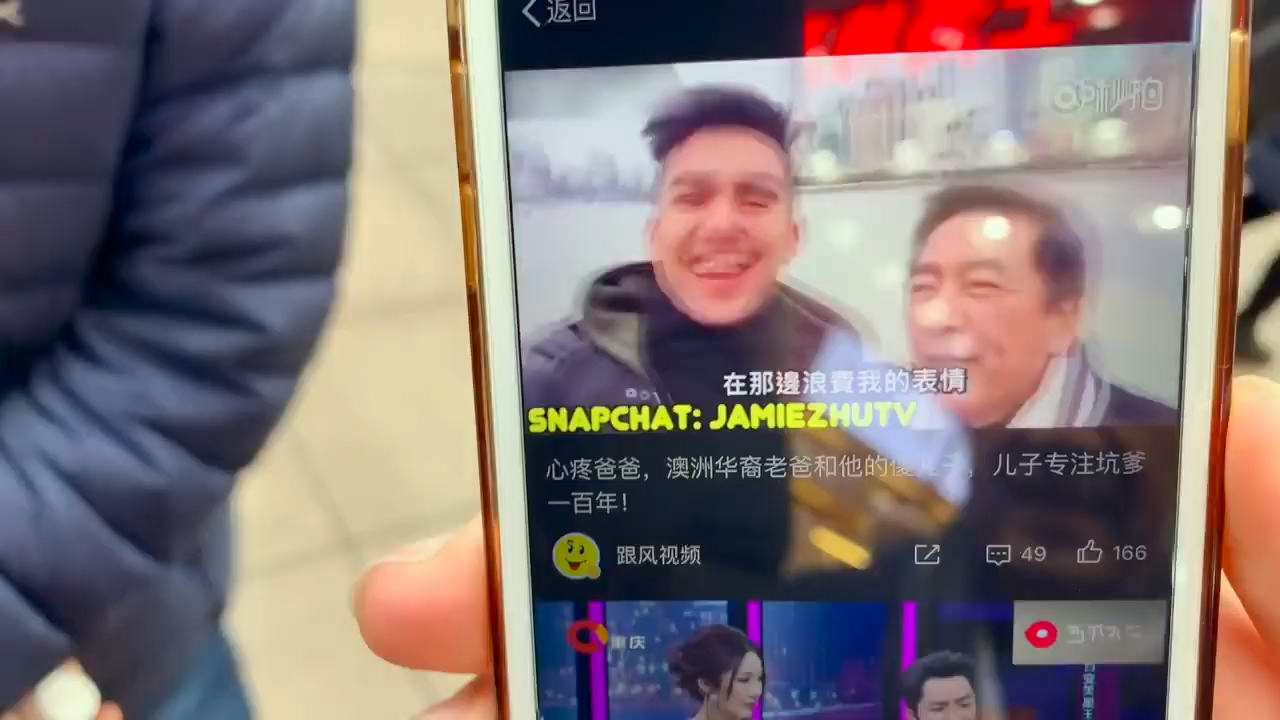 返回
秒拍
在那邊浪費我的表情
SNAPCHAT: JAMIEZHUTV
心疼爸爸，澳洲华裔老爸和他的傻儿子，儿子专注坑爹
一百年！
跟风视频
49
166
重庆